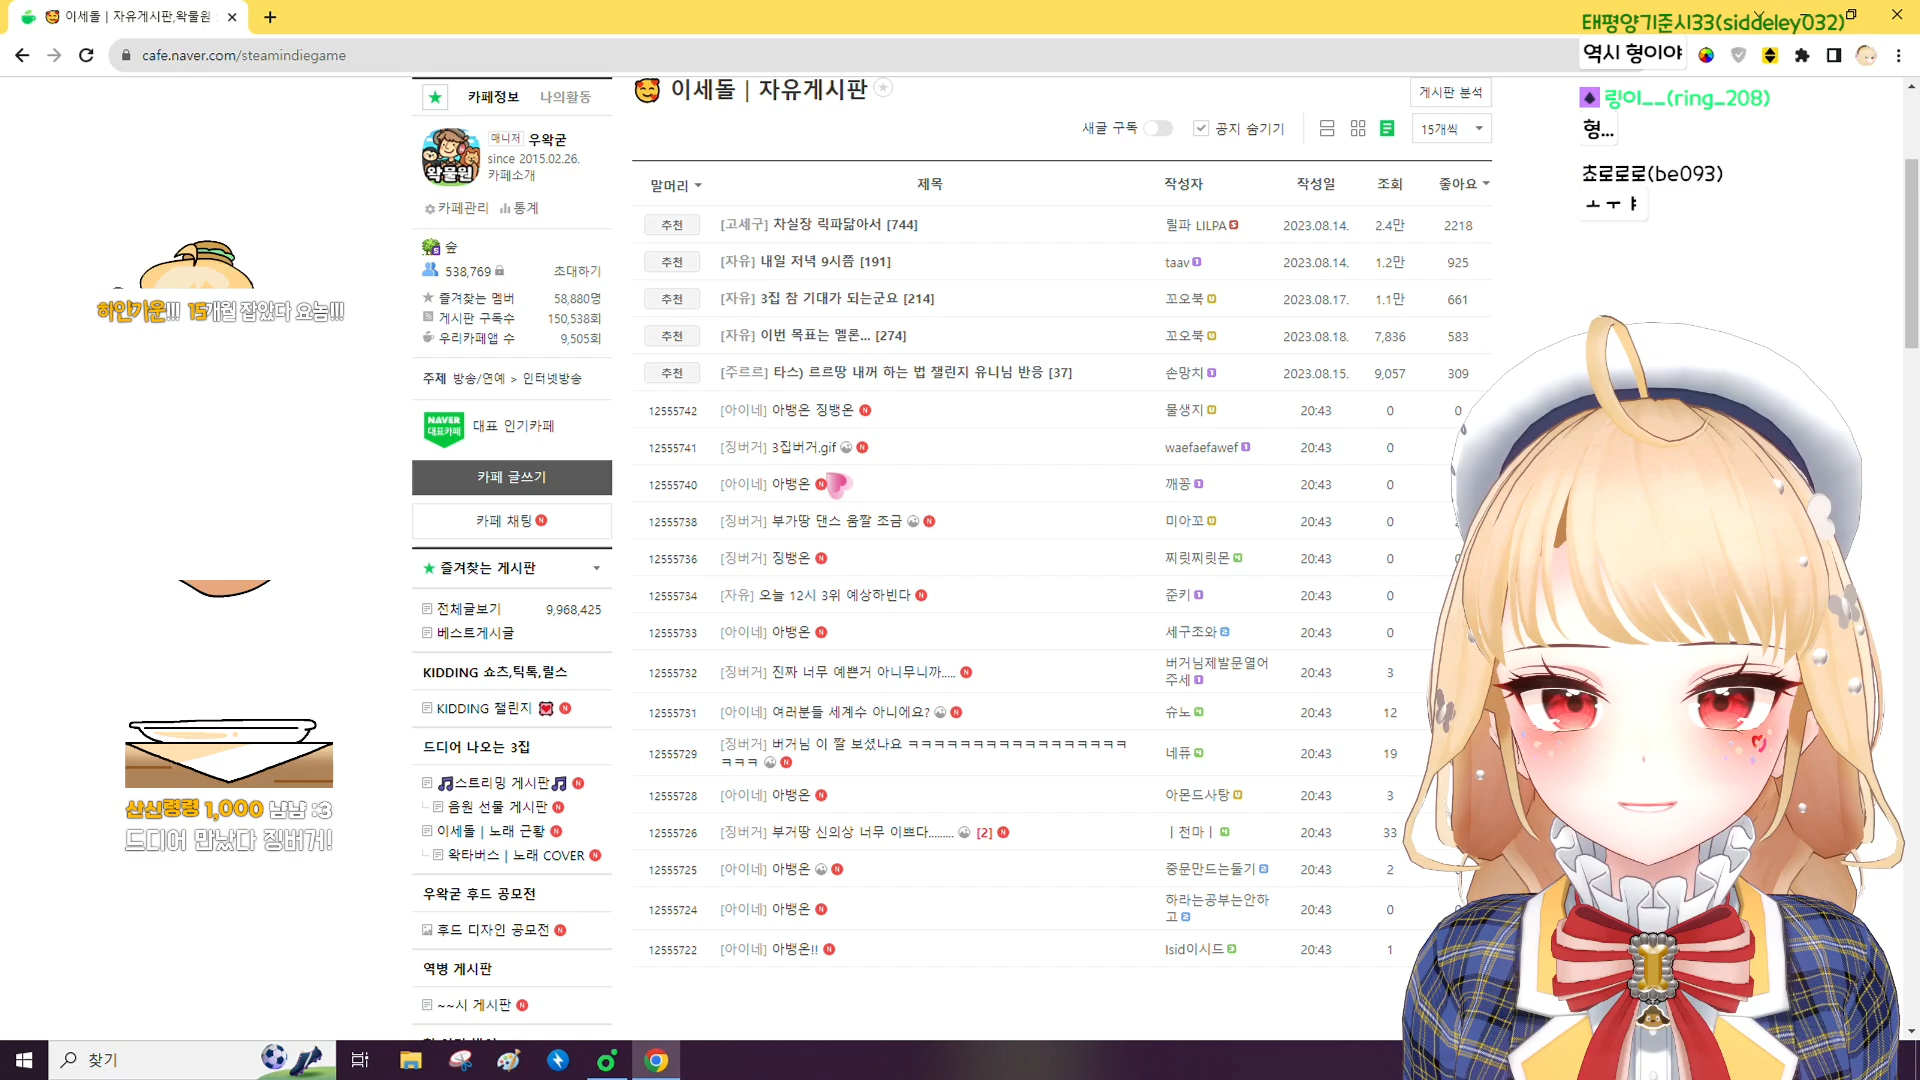 이세돌 | 자유게시판,왁물원
태평양기준시33(siddeley032)
cafe.naver.com/steamindiegame
역시 형이야
링이__(ring_208)
형...
쵸로로로(be093)
ㅗㅜㅑ
카페정보 나의활동
매니저 우왁굳
since 2015.02.26.
카페소개
왁물원
카페관리 통계
숲
538,769 초대하기
즐겨찾는 멤버 58,880명
게시판 구독수 150,538회
우리카페앱 수 9,505회
주제 방송/연예 > 인터넷방송
NAVER
대표카페
대표 인기카페
카페 글쓰기
카페 채팅 N
즐겨찾는 게시판
전체글보기 9,968,425
베스트게시글
KIDDING 쇼츠,틱톡,릴스
KIDDING 챌린지 N
드디어 나오는 3집
스트리밍 게시판 N
음원 선물 게시판 N
이세돌 | 노래 근황 N
왁타버스 | 노래 COVER N
우왁굳 후드 공모전
후드 디자인 공모전 N
역병 게시판
~~시 게시판 N
이세돌 | 자유게시판
게시판 분석
새글 구독 공지 숨기기 15개씩
말머리 제목 작성자 작성일 조회 좋아요
추천 [고세구] 차실장 릭파닮아서 [744] 릴파 LILPA 2023.08.14. 2.4만 2218
추천 [자유] 내일 저녁 9시쯤 [191] taav 2023.08.14. 1.2만 925
추천 [자유] 3집 참 기대가 되는군요 [214] 꼬오북 2023.08.17. 1.1만 661
추천 [자유] 이번 목표는 멜론... [274] 꼬오북 2023.08.18. 7,836 583
추천 [주르르] 타스) 르르땅 내꺼 하는 법 챌린지 유니님 반응 [37] 손망치 2023.08.15. 9,057 309
12555742 [아이네] 아뱅온 징뱅온 N 물생지 20:43 0 0
12555741 [징버거] 3집버거.gif N waefaefawef 20:43 0
12555740 [아이네] 아뱅온 N 깨꽁 20:43 0
12555738 [징버거] 부가땅 댄스 움짤 조금 N 미아꼬 20:43 0
12555736 [징버거] 징뱅온 N 찌릿찌릿몬 20:43 0
12555734 [자유] 오늘 12시 3위 예상하빈다 N 준키 20:43 0
12555733 [아이네] 아뱅온 N 세구조와 20:43 0
12555732 [징버거] 진짜 너무 예쁜거 아니무니까..... N 버거님제발문열어주세 20:43 3
12555731 [아이네] 여러분들 세계수 아니에요? N 슈노 20:43 12
12555729 [징버거] 버거님 이 짤 보셨나요 ㅋㅋㅋㅋㅋㅋㅋㅋㅋㅋㅋㅋㅋㅋㅋㅋㅋ 네퓨 20:43 19
ㅋㅋㅋ N
12555728 [아이네] 아뱅온 N 아몬드사탕 20:43 3
12555726 [징버거] 부거땅 신의상 너무 이쁘다........ [2] N ㅣ천마ㅣ 20:43 33
12555725 [아이네] 아뱅온 N 중문만드는둘기 20:43 2
12555724 [아이네] 아뱅온 N 하라는공부는안하고 20:43 0
12555722 [아이네] 아뱅온!! N Isid이시드 20:43 1
하인기운!!! 15개월 잡았다 요놈!!!
산신령령 1,000 냠냠 :3
드디어 만났다 징버거!
찾기